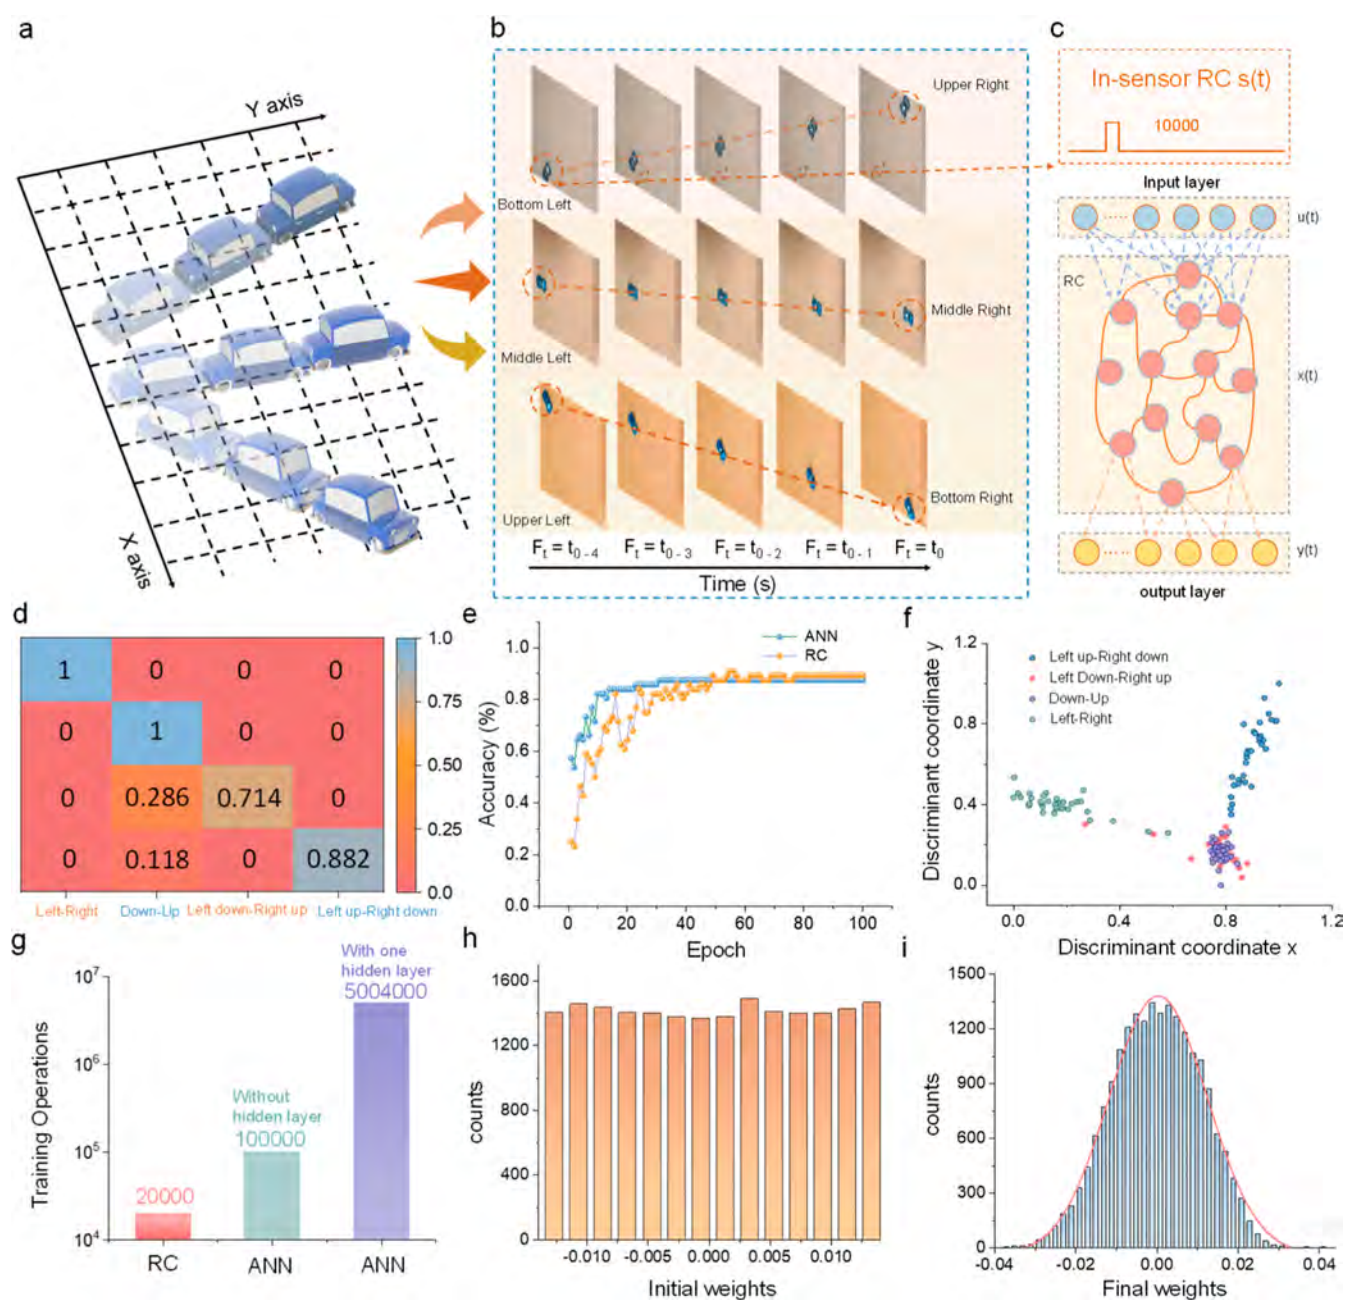 a
Y axis
X axis
b
Upper Right
Bottom Left
Middle Right
Middle Left
Bottom Right
Upper Left
Ft = t0 - 4
Ft = t0 - 3
Ft = t0 - 2
Ft = t0 - 1
Ft = t0
Time (s)
c
In-sensor RC s(t)
10000
Input layer
u(t)
RC
x(t)
y(t)
output layer
d
1 0 0 0
0 1 0 0
0 0.286 0.714 0
0 0.118 0 0.882
Left-Right
Down-Up
Left down-Right up
Left up-Right down
1.0
0.75
0.50
0.25
0.0
e
Accuracy (%)
1.0
0.8
0.6
0.4
0.2
0.0
ANN
RC
0 20 40 60 80 100
Epoch
f
Discriminant coordinate y
1.2
0.8
0.4
0.0
Left up-Right down
Left Down-Right up
Down-Up
Left-Right
0.0 0.4 0.8 1.2
Discriminant coordinate x
g
Training Operations
10^7
10^6
10^5
10^4
20000
Without
hidden layer
100000
With one
hidden layer
5004000
RC
ANN
ANN
h
counts
1600
1200
800
400
0
-0.010 -0.005 0.000 0.005 0.010
Initial weights
i
counts
1500
1200
900
600
300
0
-0.04 -0.02 0.00 0.02 0.04
Final weights